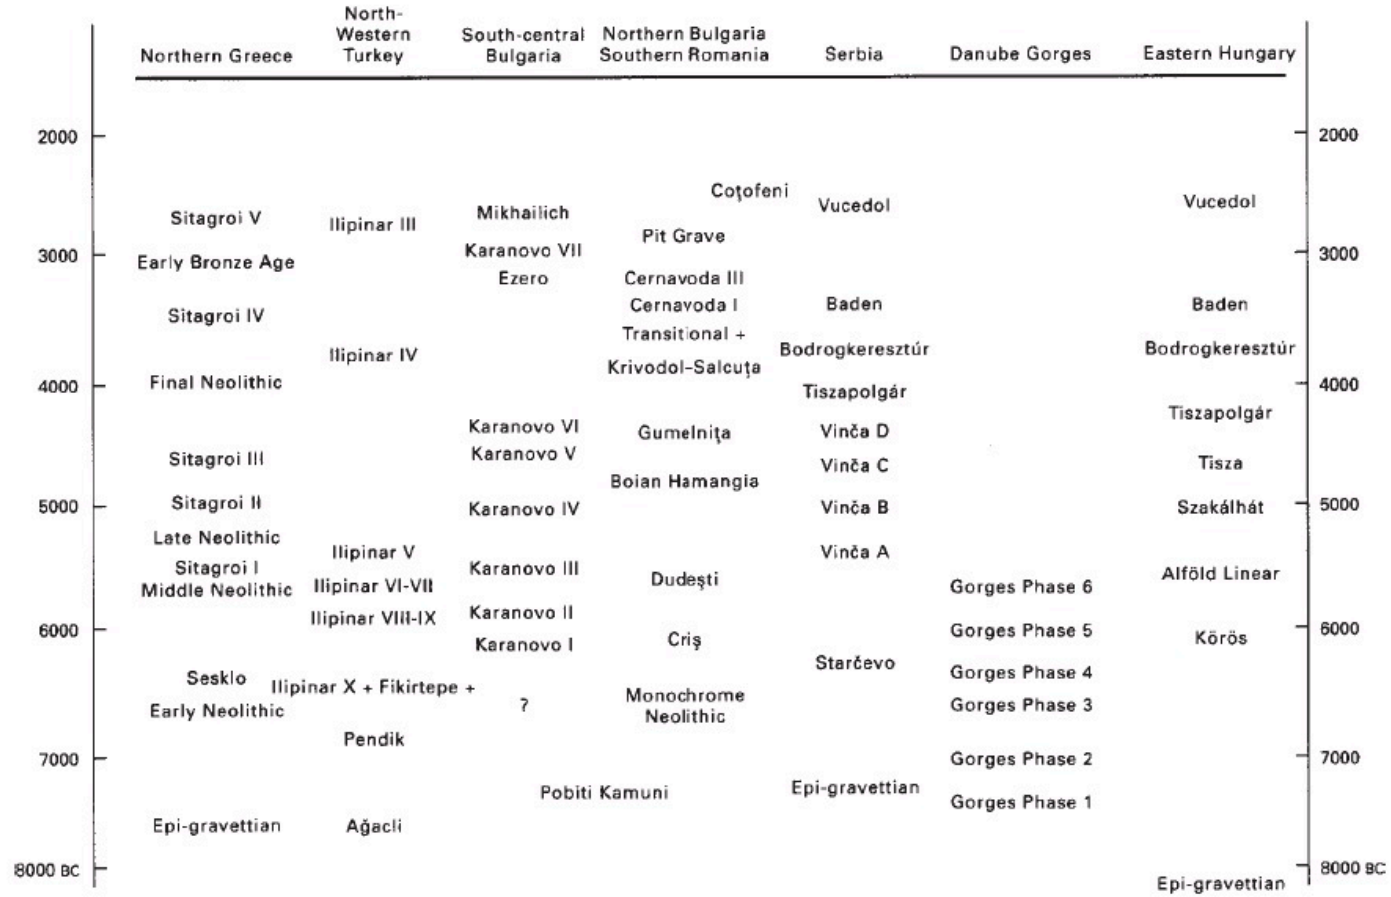 North-
Western
Turkey
South-central
Bulgaria
Northern Bulgaria
Southern Romania
Northern Greece
Serbia
Danube Gorges
Eastern Hungary
2000
2000
Coţofeni
Sitagroi V
Ilipinar III
Mikhailich
Vucedol
Vucedol
Pit Grave
3000
Early Bronze Age
Karanovo VII
Ezero
Cernavoda III
3000
Sitagroi IV
Cernavoda I
Baden
Baden
Transitional +
Ilipinar IV
Krivodol–Salcuţa
Bodrogkeresztúr
Bodrogkeresztúr
4000
Final Neolithic
Tiszapolgár
4000
Karanovo VI
Gumelniţa
Vinča D
Tiszapolgár
Sitagroi III
Karanovo V
Vinča C
Tisza
Boian Hamangia
5000
Sitagroi II
Karanovo IV
Vinča B
Szakálhát
5000
Late Neolithic
Ilipinar V
Vinča A
Sitagroi I
Karanovo III
Dudeşti
Alföld Linear
Middle Neolithic
Ilipinar VI-VII
Gorges Phase 6
Ilipinar VIII-IX
Karanovo II
6000
Karanovo I
Criş
Gorges Phase 5
Körös
6000
Sesklo
Ilipinar X + Fikirtepe +
Starčevo
Gorges Phase 4
Early Neolithic
?
Monochrome
Neolithic
Gorges Phase 3
Pendik
7000
Gorges Phase 2
7000
Pobiti Kamuni
Epi-gravettian
Gorges Phase 1
Epi-gravettian
Ağacli
8000 BC
8000 BC
Epi-gravettian